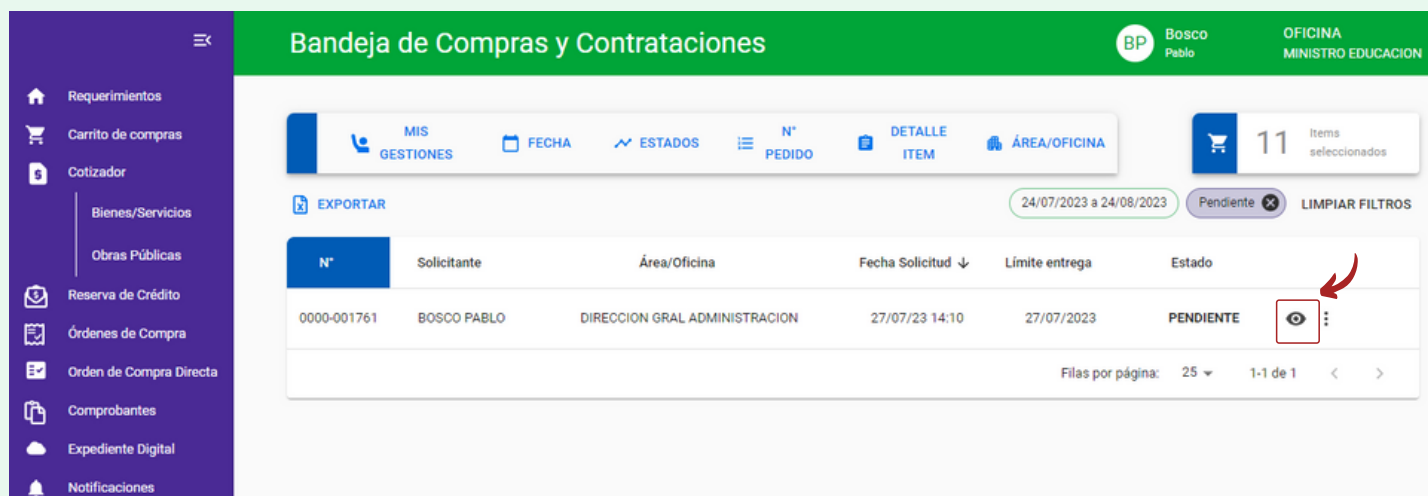 Bandeja de Compras y Contrataciones
BP
Bosco
Pablo
OFICINA
MINISTRO EDUCACION
Requerimientos
Carrito de compras
Cotizador
Bienes/Servicios
Obras Públicas
Reserva de Crédito
Órdenes de Compra
Orden de Compra Directa
Comprobantes
Expediente Digital
Notificaciones
MIS
GESTIONES
FECHA
ESTADOS
N°
PEDIDO
DETALLE
ITEM
ÁREA/OFICINA
11
Items
seleccionados
EXPORTAR
24/07/2023 a 24/08/2023
Pendiente
LIMPIAR FILTROS
N° Solicitante Área/Oficina Fecha Solicitud Límite entrega Estado
0000-001761 BOSCO PABLO DIRECCION GRAL ADMINISTRACION 27/07/23 14:10 27/07/2023 PENDIENTE
Filas por página: 25 1-1 de 1